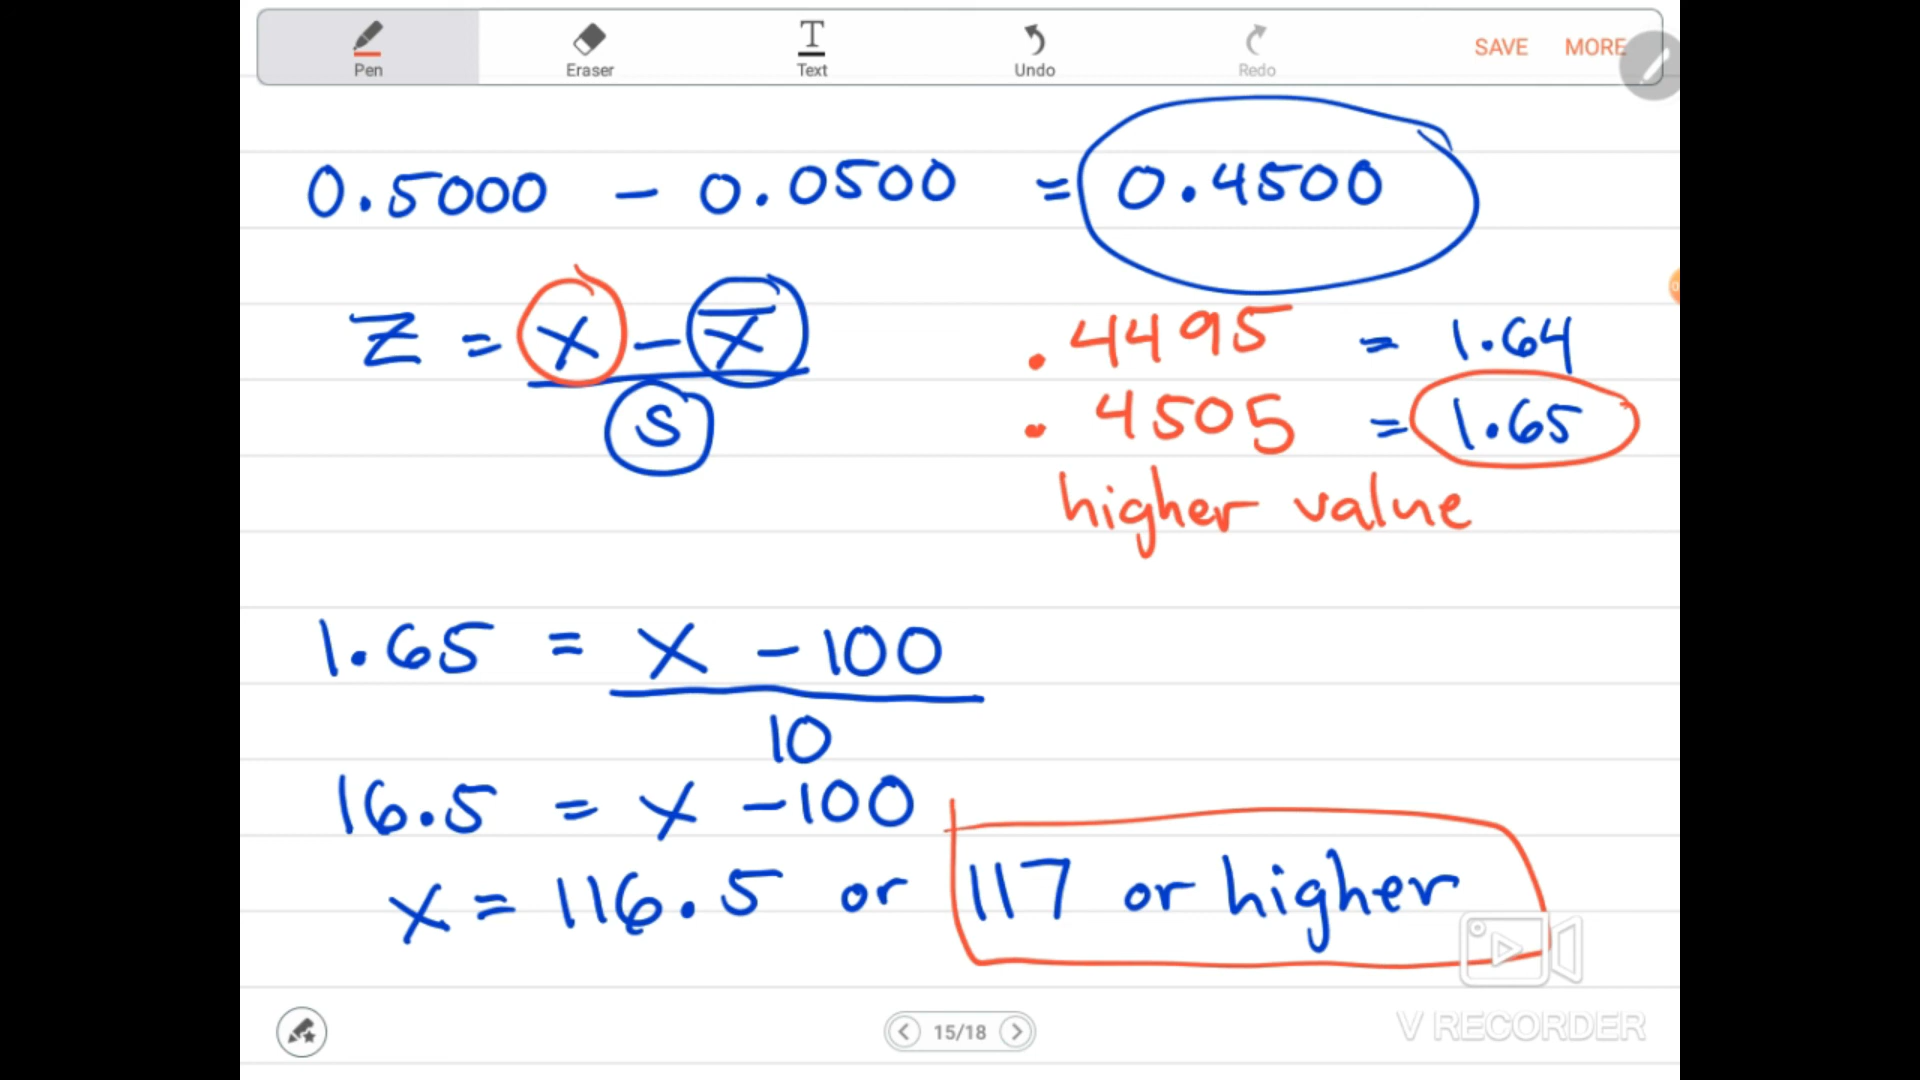 Pen Eraser Text Undo Redo SAVE MORE
0.5000 - 0.0500 = 0.4500
Z = X - X̅
S
.4495 = 1.64
.4505 = 1.65
higher value
1.65 = X - 100
10
16.5 = X - 100
X = 116.5 or 117 or higher
15/18
V RECORDER